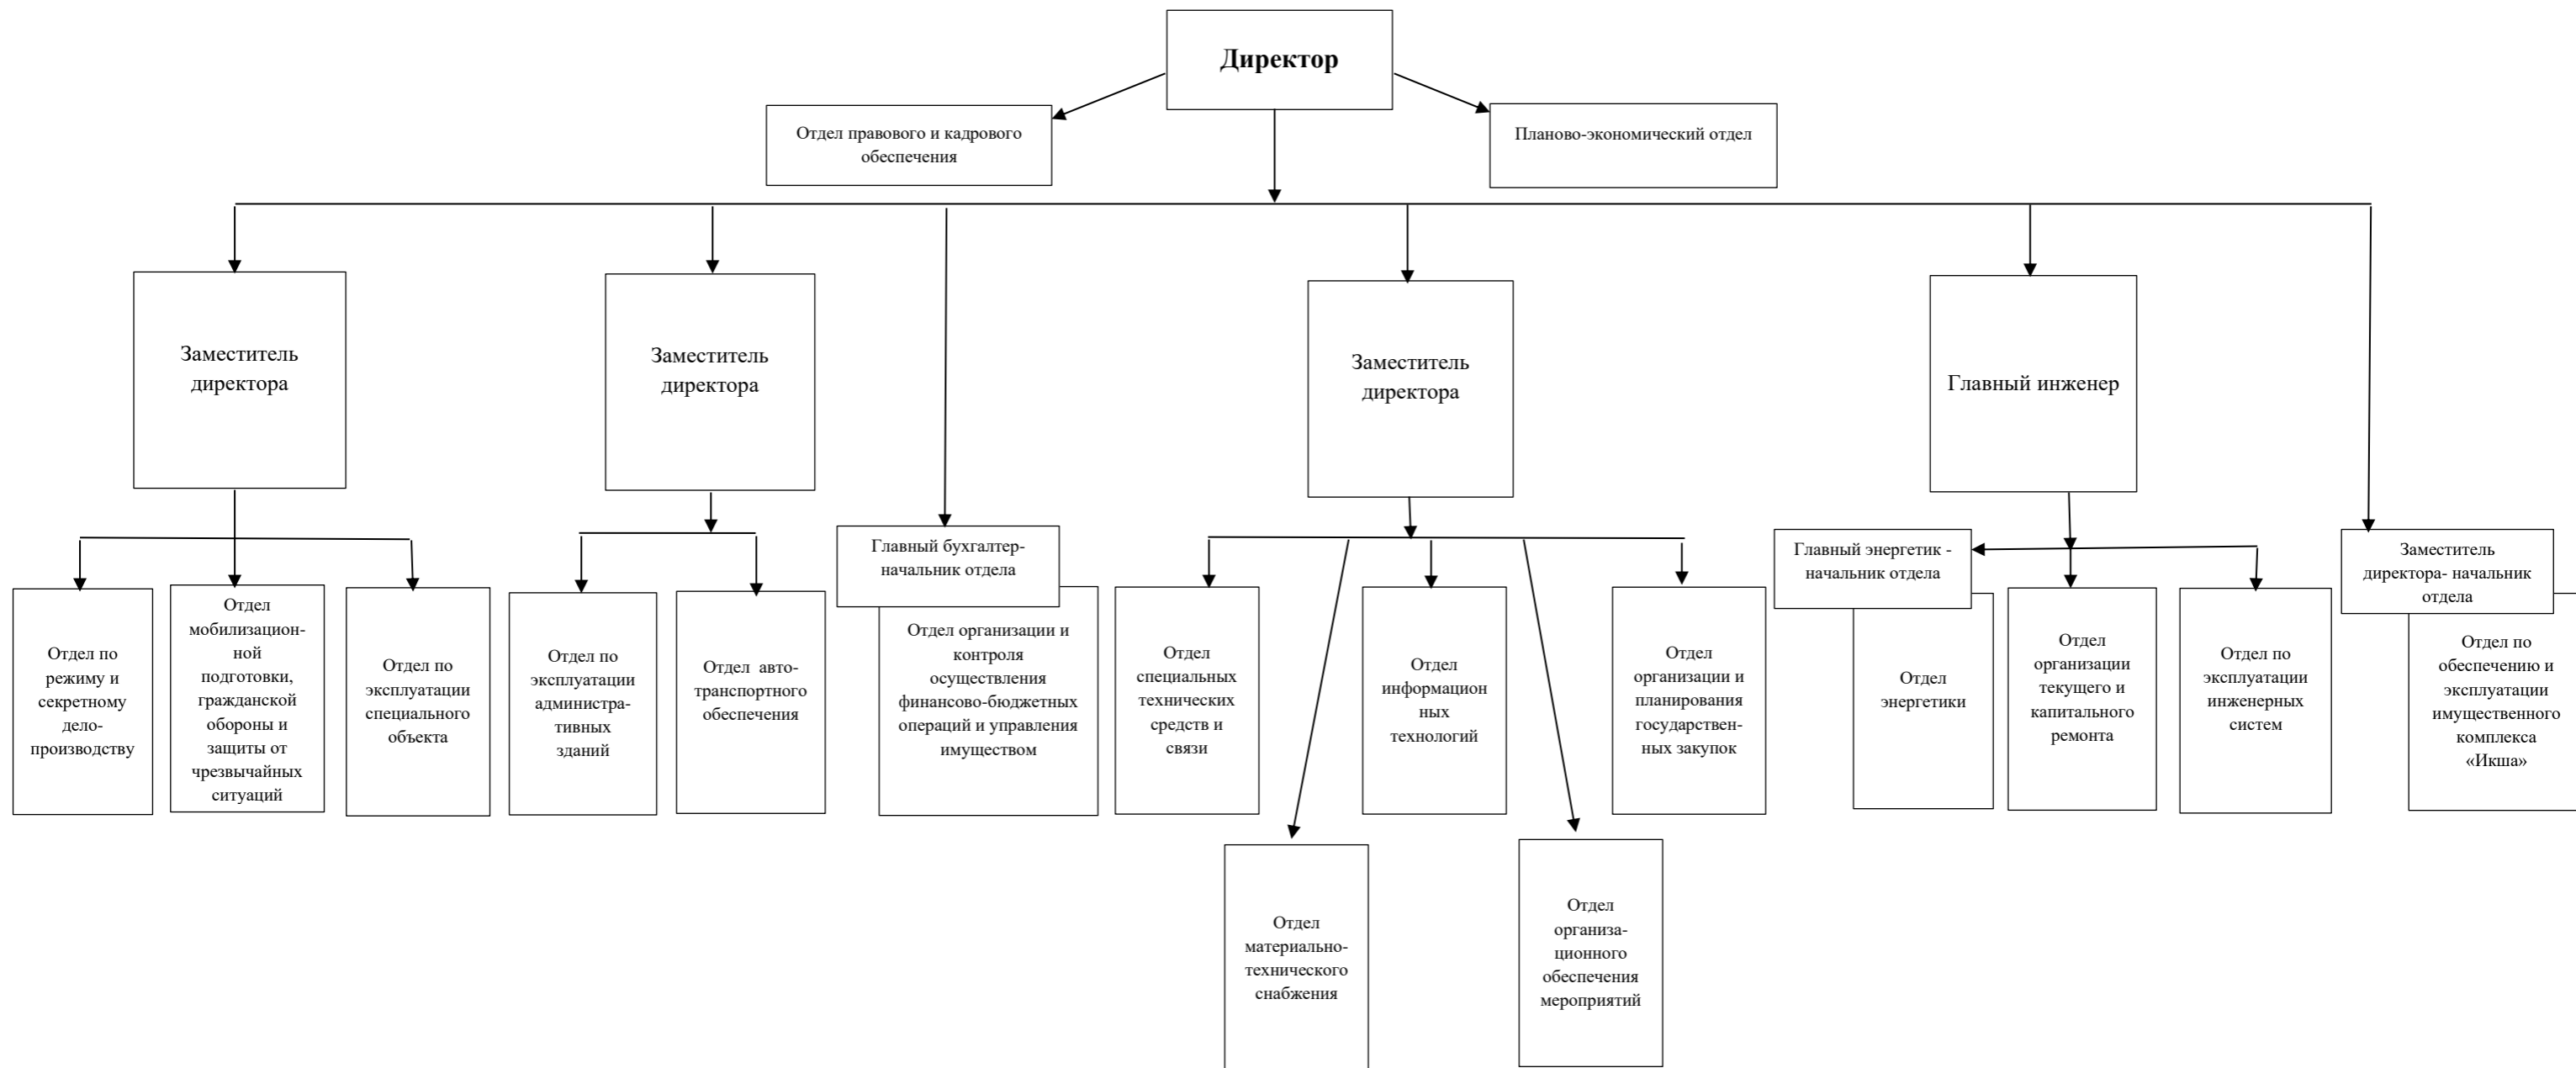 Директор
Отдел правового и кадрового
обеспечения
Планово-экономический отдел
Заместитель
директора
Заместитель
директора
Заместитель
директора
Главный инженер
Главный бухгалтер-
начальник отдела
Главный энергетик -
начальник отдела
Заместитель
директора- начальник
отдела
Отдел по
режиму и
секретному
дело-
производству
Отдел
мобилизацион-
ной
подготовки,
гражданской
обороны и
защиты от
чрезвычайных
ситуаций
Отдел по
эксплуатации
специального
объекта
Отдел по
эксплуатации
администра-
тивных
зданий
Отдел авто-
транспортного
обеспечения
Отдел организации и
контроля
осуществления
финансово-бюджетных
операций и управления
имуществом
Отдел
специальных
технических
средств и
связи
Отдел
информацион
ных
технологий
Отдел
организации и
планирования
государствен-
ных закупок
Отдел
энергетики
Отдел
организации
текущего и
капитального
ремонта
Отдел по
эксплуатации
инженерных
систем
Отдел по
обеспечению и
эксплуатации
имущественного
комплекса
«Икша»
Отдел
материально-
технического
снабжения
Отдел
организа-
ционного
обеспечения
мероприятий